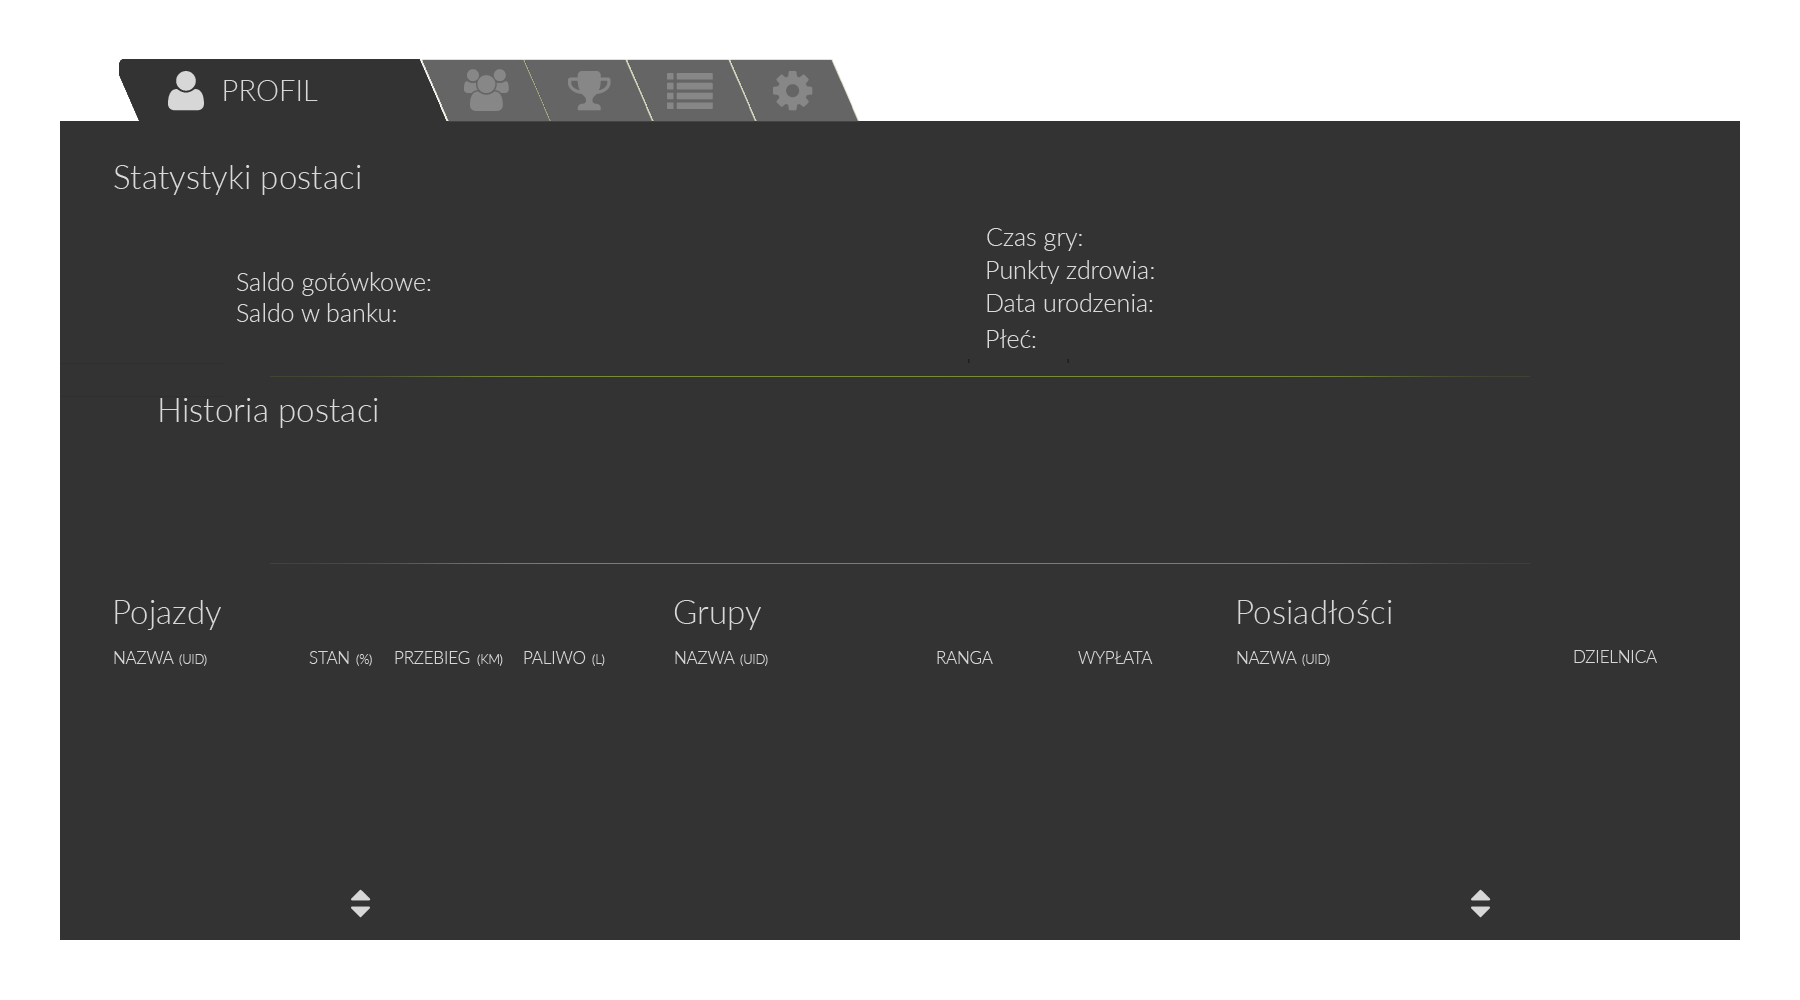 PROFIL
Statystyki postaci
Saldo gotówkowe:
Saldo w banku:
Czas gry:
Punkty zdrowia:
Data urodzenia:
Płeć:
Historia postaci
Pojazdy
NAZWA (UID) STAN (%) PRZEBIEG (KM) PALIWO (L)
Grupy
NAZWA (UID) RANGA WYPŁATA
Posiadłości
NAZWA (UID) DZIELNICA